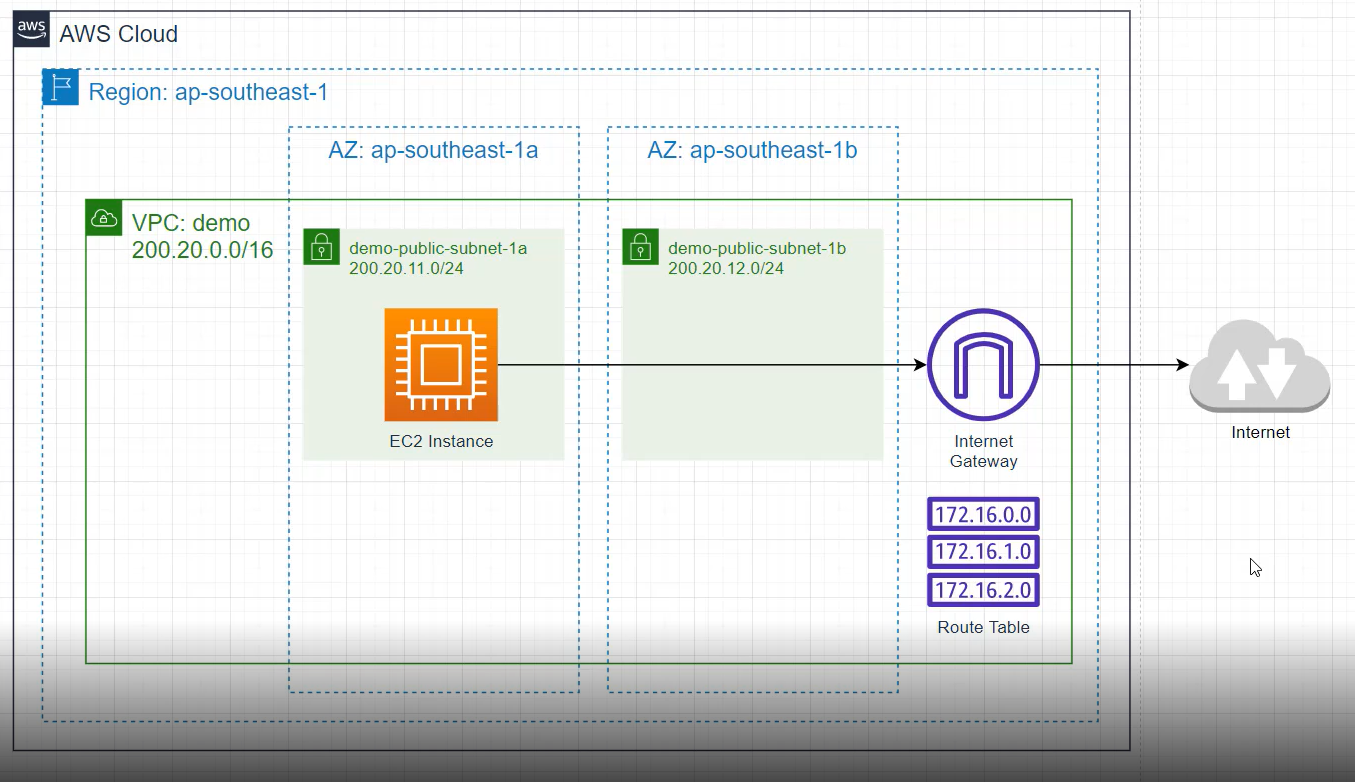 aws
AWS Cloud
Region: ap-southeast-1
AZ: ap-southeast-1a
AZ: ap-southeast-1b
VPC: demo
200.20.0.0/16
demo-public-subnet-1a
200.20.11.0/24
demo-public-subnet-1b
200.20.12.0/24
EC2 Instance
Internet
Gateway
Internet
172.16.0.0
172.16.1.0
172.16.2.0
Route Table